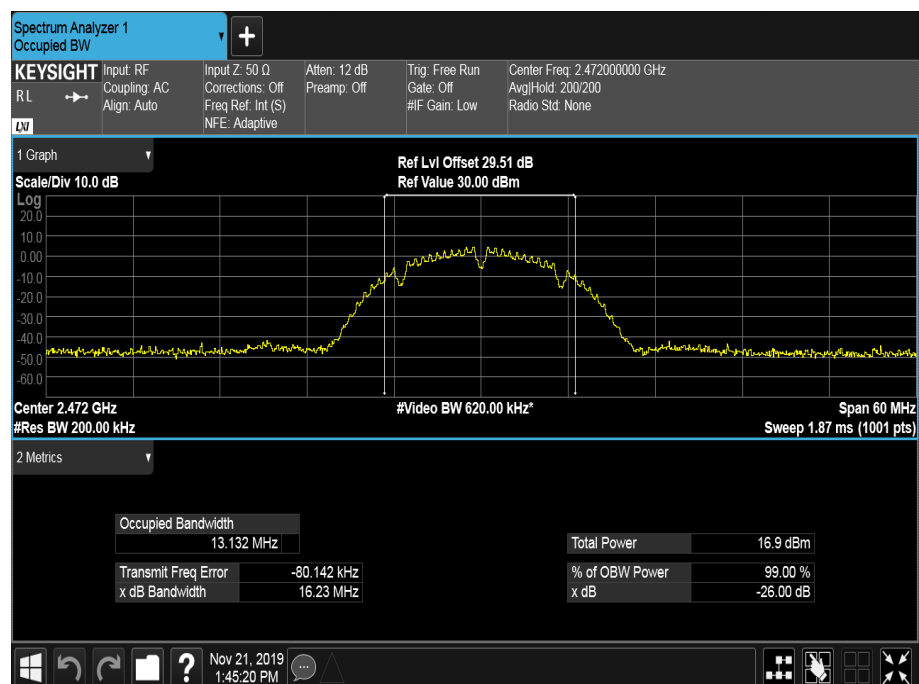 Spectrum Analyzer 1
Occupied BW
KEYSIGHT
RL
LXI
Input: RF
Coupling: AC
Align: Auto
Input Z: 50 Ω
Corrections: Off
Freq Ref: Int (S)
NFE: Adaptive
Atten: 12 dB
Preamp: Off
Trig: Free Run
Gate: Off
#IF Gain: Low
Center Freq: 2.472000000 GHz
Avg|Hold: 200/200
Radio Std: None
1 Graph
Scale/Div 10.0 dB
Ref Lvl Offset 29.51 dB
Ref Value 30.00 dBm
Log
20.0
10.0
0.00
-10.0
-20.0
-30.0
-40.0
-50.0
-60.0
Center 2.472 GHz
#Video BW 620.00 kHz*
Span 60 MHz
#Res BW 200.00 kHz
Sweep 1.87 ms (1001 pts)
2 Metrics
Occupied Bandwidth
13.132 MHz
Total Power 16.9 dBm
Transmit Freq Error -80.142 kHz
% of OBW Power 99.00 %
x dB Bandwidth 16.23 MHz
x dB -26.00 dB
?
Nov 21, 2019
1:45:20 PM